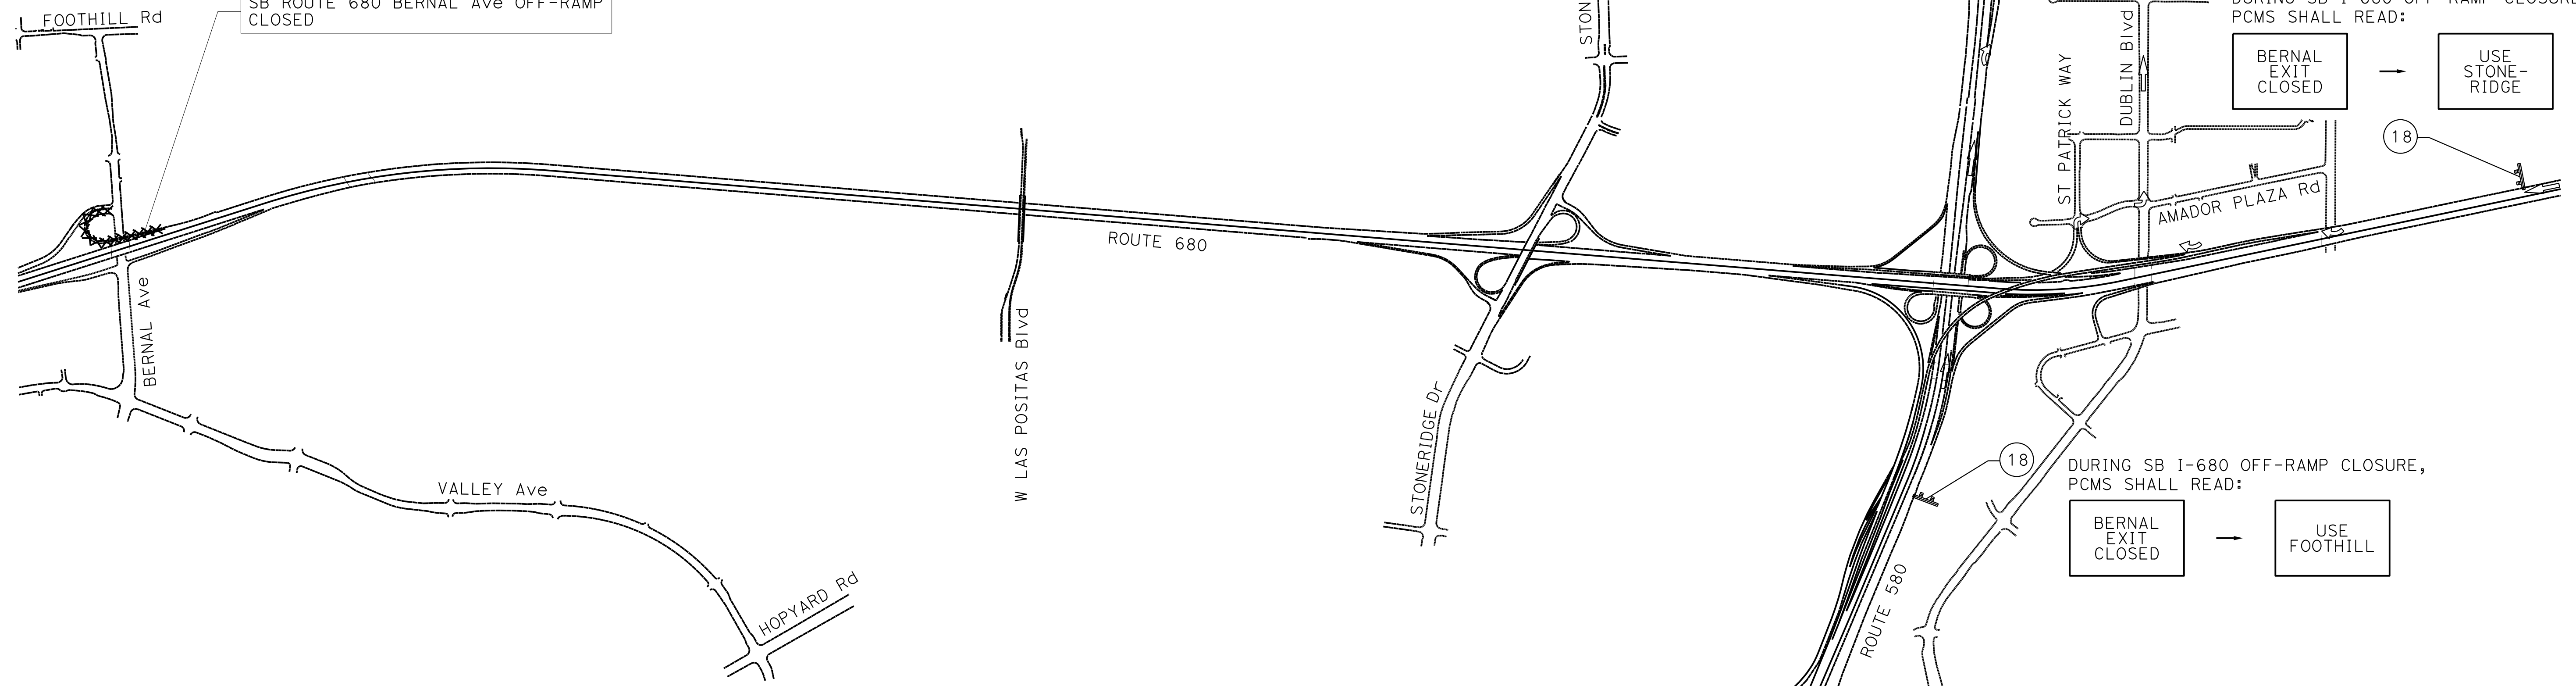 FOOTHILL Rd
SB ROUTE 680 BERNAL Ave OFF-RAMP
CLOSED
BERNAL Ave
VALLEY Ave
HOPYARD Rd
W LAS POSITAS Blvd
ROUTE 680
STONERIDGE Dr
STON
ROUTE 580
ST PATRICK WAY
DUBLIN Blvd
AMADOR PLAZA Rd
DURING SB I-680 OFF-RAMP CLOSURE
PCMS SHALL READ:
BERNAL
EXIT
CLOSED
USE
STONE-
RIDGE
18
18
DURING SB I-680 OFF-RAMP CLOSURE,
PCMS SHALL READ:
BERNAL
EXIT
CLOSED
USE
FOOTHILL